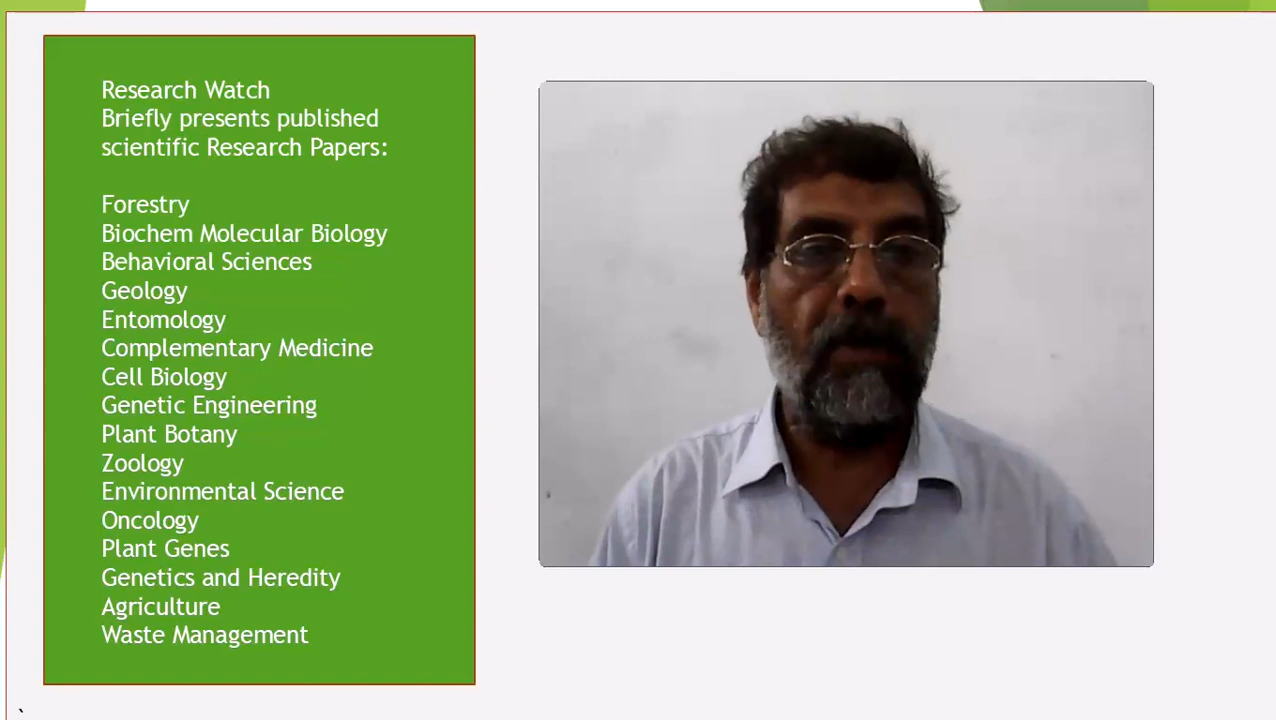 Research Watch
Briefly presents published
scientific Research Papers:
Forestry
Biochem Molecular Biology
Behavioral Sciences
Geology
Entomology
Complementary Medicine
Cell Biology
Genetic Engineering
Plant Botany
Zoology
Environmental Science
Oncology
Plant Genes
Genetics and Heredity
Agriculture
Waste Management
`